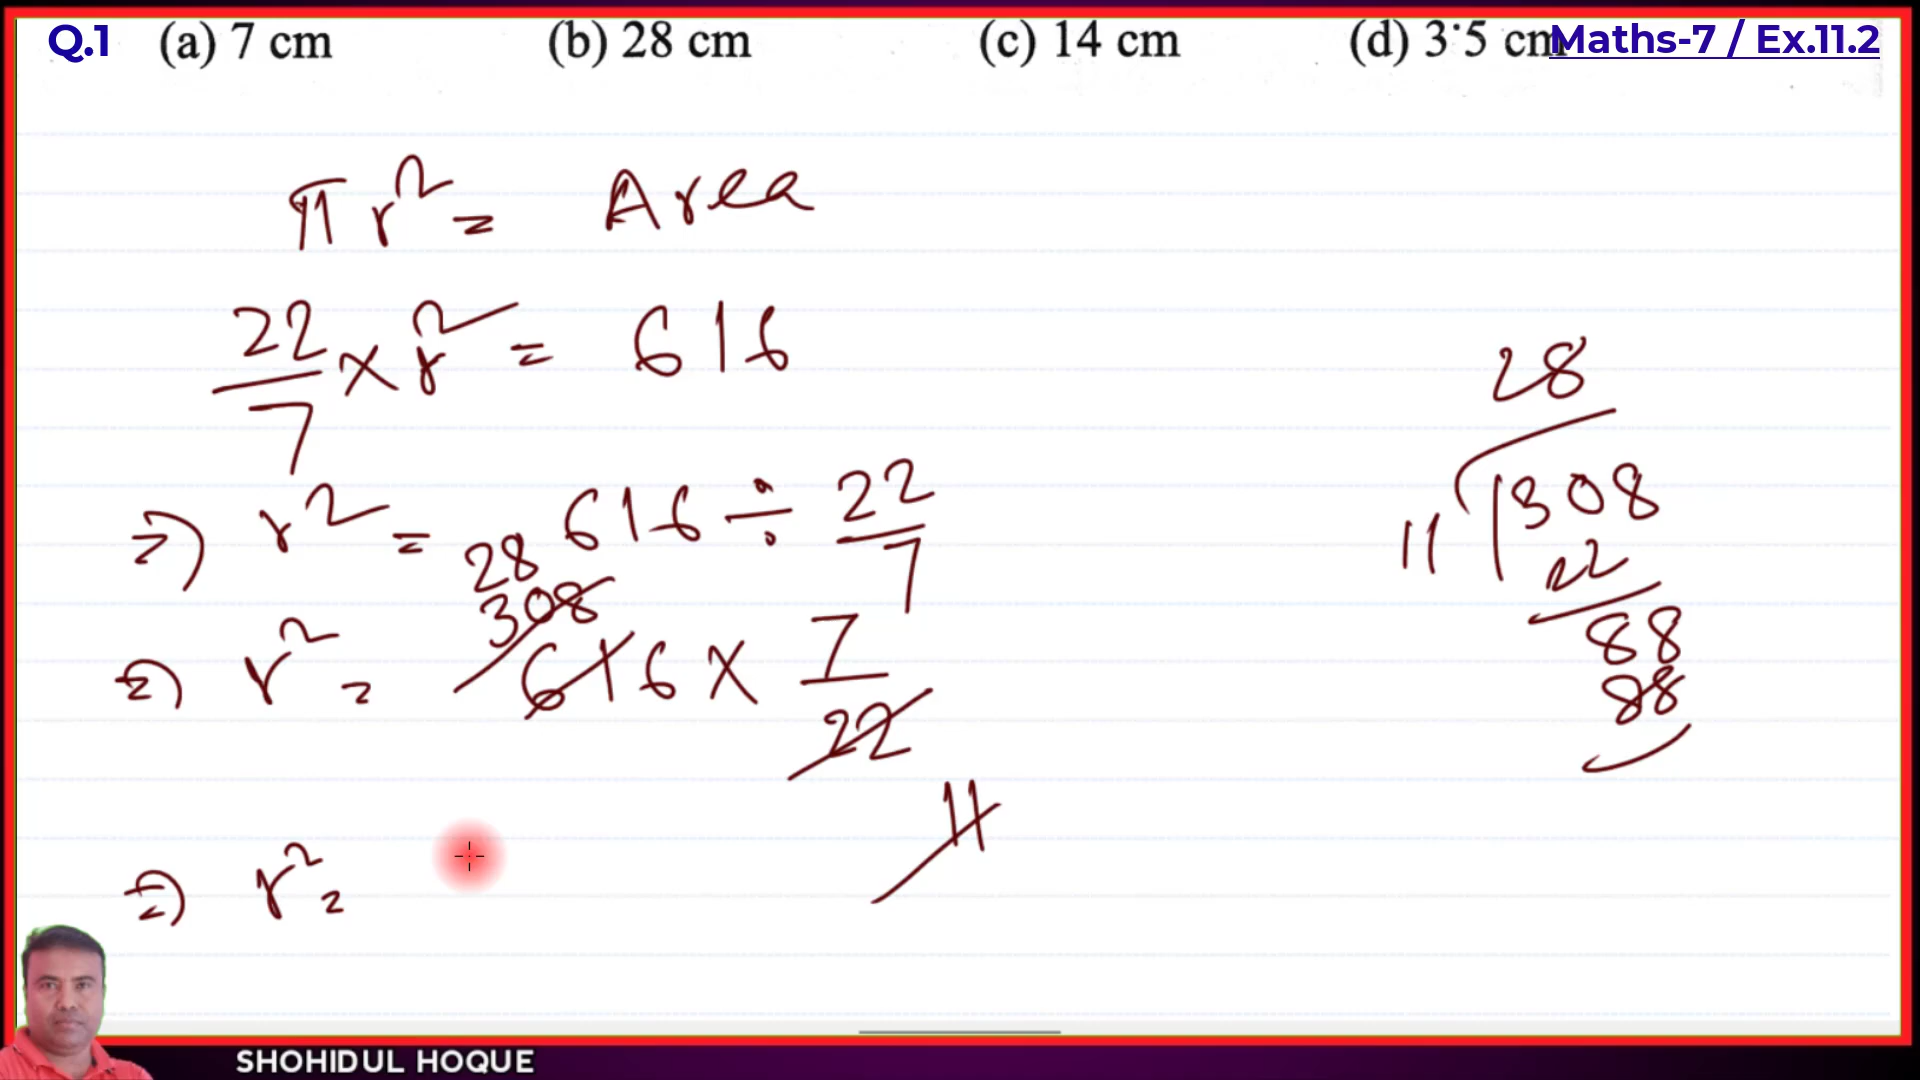 Q.1 (a) 7 cm (b) 28 cm (c) 14 cm (d) 3·5 cm Maths-7 / Ex.11.2
πr² = Area
22/7 × r² = 616
⇒) r² = 616 ÷ 22/7
28
308
⇒) r² = 616 × 7/22
11
⇒) r² =
28
11 308
22
88
88
SHOHIDUL HOQUE